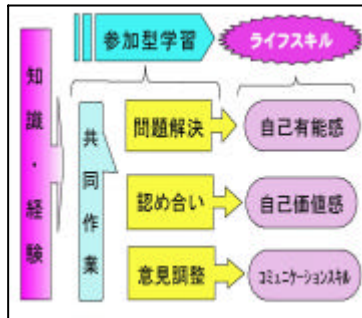 参加型学習
ライフスキル
知識・経験
共同作業
問題解決
自己有能感
認め合い
自己価値感
意見調整
コミュニケーションスキル